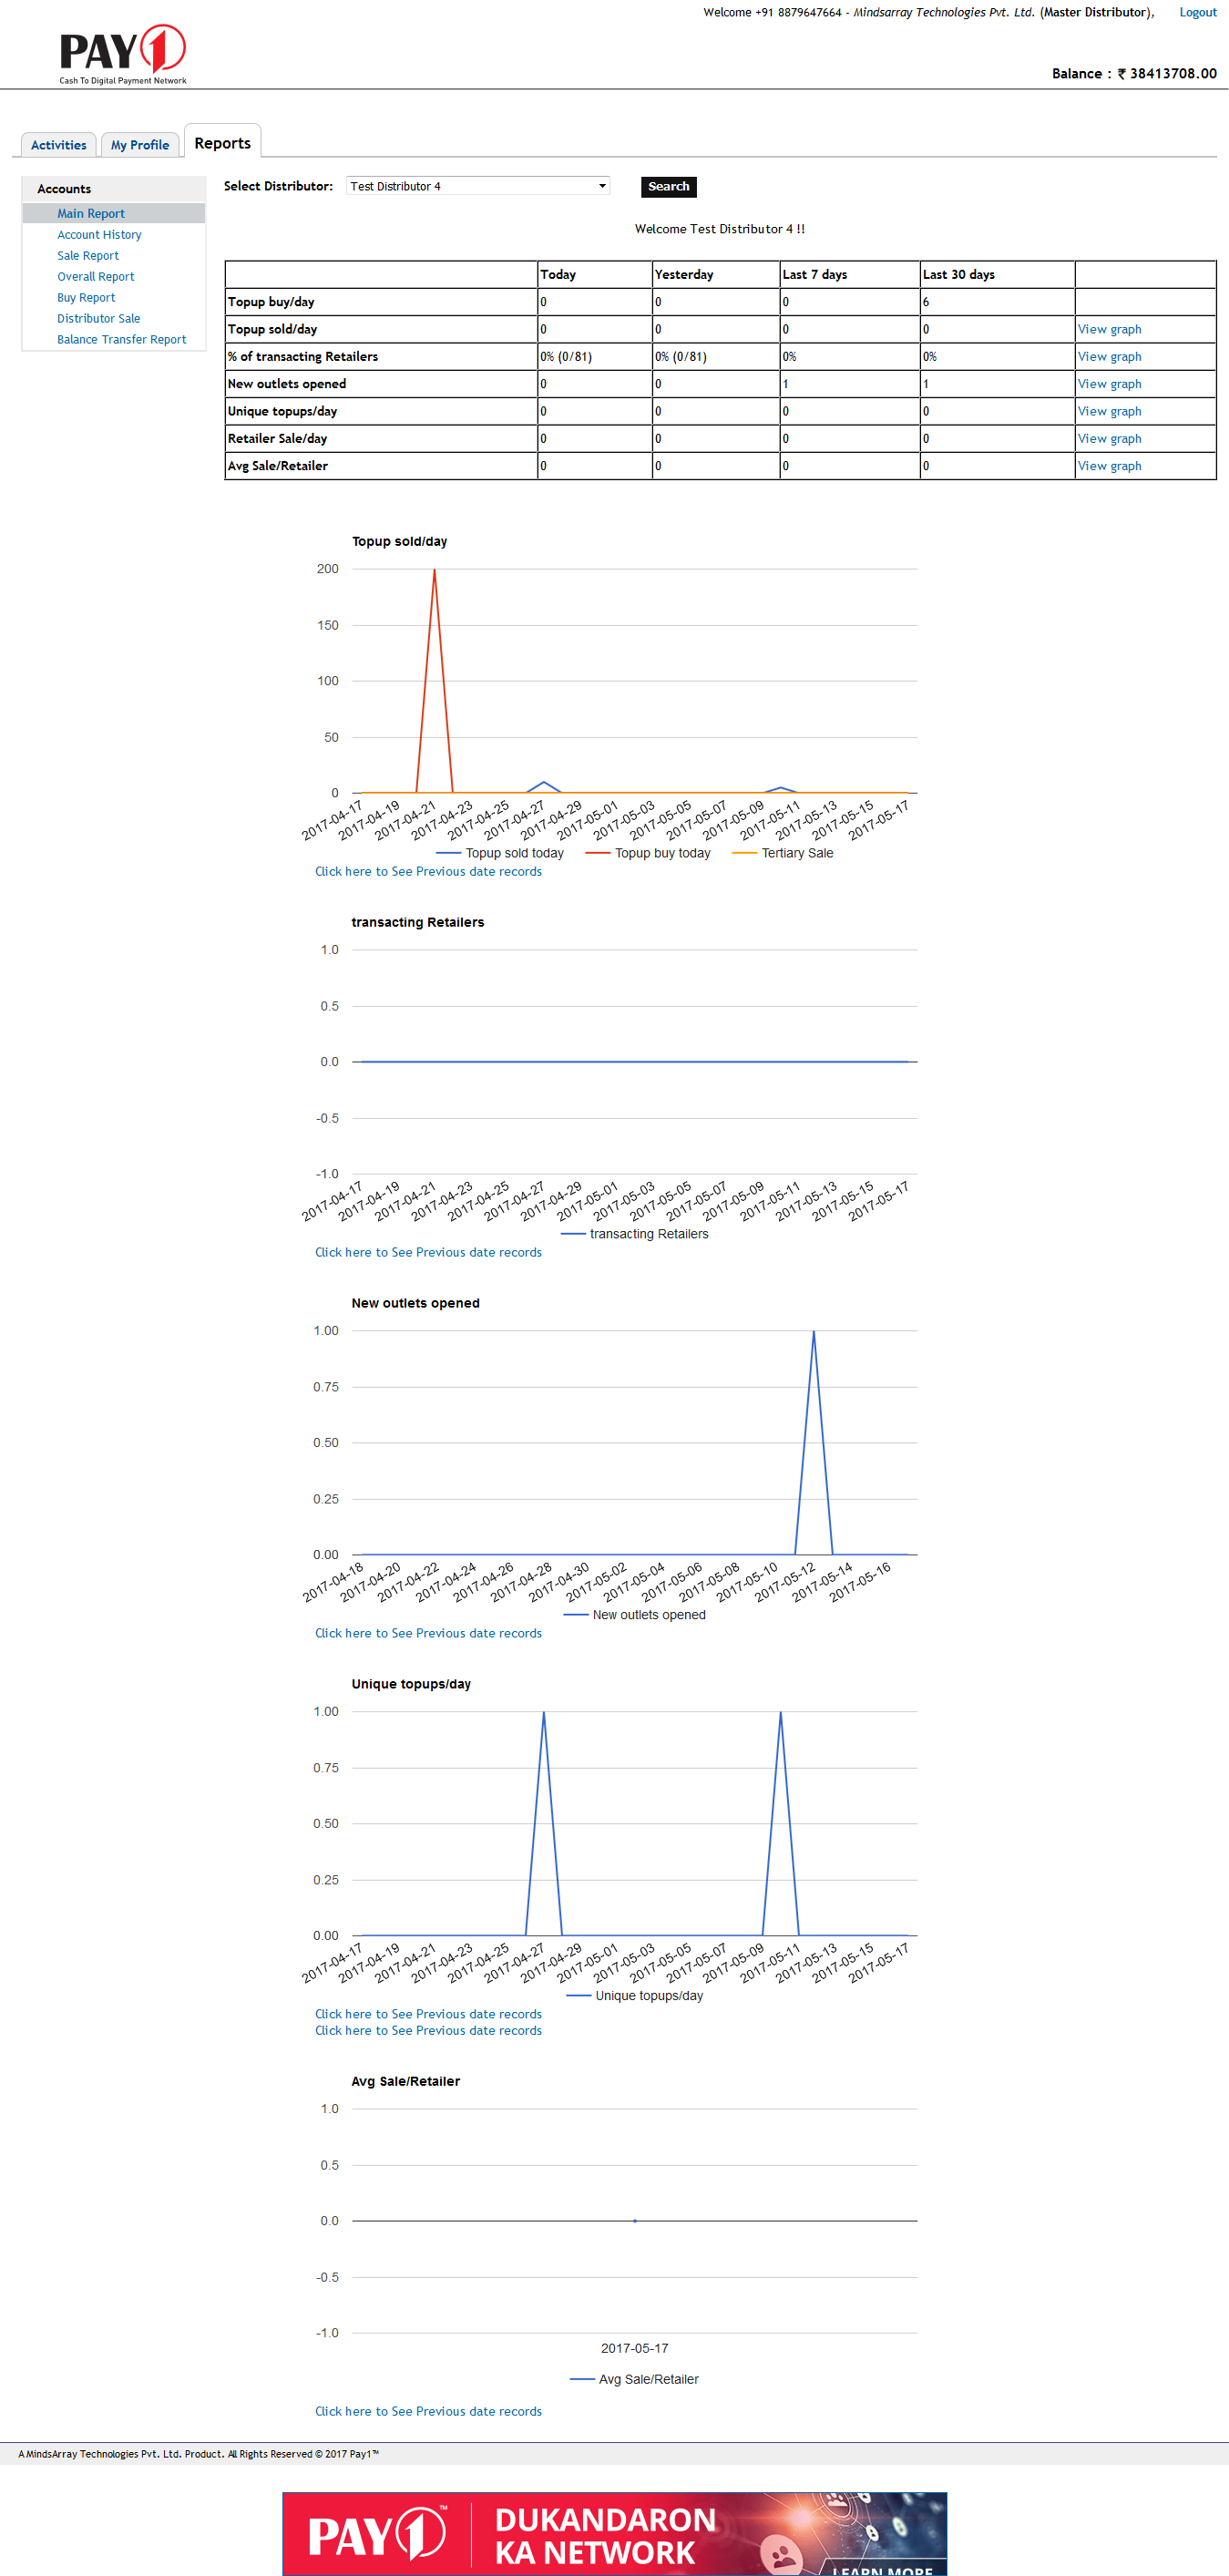 Welcome +91 8879647664 - Mindsarray Technologies Pvt. Ltd. (Master Distributor), Logout
PAY1
Cash To Digital Payment Network
Balance : ₹ 38413708.00
Activities My Profile Reports
Accounts
Main Report
Account History
Sale Report
Overall Report
Buy Report
Distributor Sale
Balance Transfer Report
Select Distributor: Test Distributor 4 Search
Welcome Test Distributor 4 !!
Today Yesterday Last 7 days Last 30 days
Topup buy/day 0 0 0 6
Topup sold/day 0 0 0 0 View graph
% of transacting Retailers 0% (0/81) 0% (0/81) 0% 0% View graph
New outlets opened 0 0 1 1 View graph
Unique topups/day 0 0 0 0 View graph
Retailer Sale/day 0 0 0 0 View graph
Avg Sale/Retailer 0 0 0 0 View graph
Topup sold/day
200
150
100
50
0
2017-04-17 2017-04-19 2017-04-21 2017-04-23 2017-04-25 2017-04-27 2017-04-29 2017-05-01 2017-05-03 2017-05-05 2017-05-07 2017-05-09 2017-05-11 2017-05-13 2017-05-15 2017-05-17
Topup sold today Topup buy today Tertiary Sale
Click here to See Previous date records
transacting Retailers
1.0
0.5
0.0
-0.5
-1.0
2017-04-17 2017-04-19 2017-04-21 2017-04-23 2017-04-25 2017-04-27 2017-04-29 2017-05-01 2017-05-03 2017-05-05 2017-05-07 2017-05-09 2017-05-11 2017-05-13 2017-05-15 2017-05-17
transacting Retailers
Click here to See Previous date records
New outlets opened
1.00
0.75
0.50
0.25
0.00
2017-04-18 2017-04-20 2017-04-22 2017-04-24 2017-04-26 2017-04-28 2017-04-30 2017-05-02 2017-05-04 2017-05-06 2017-05-08 2017-05-10 2017-05-12 2017-05-14 2017-05-16
New outlets opened
Click here to See Previous date records
Unique topups/day
1.00
0.75
0.50
0.25
0.00
2017-04-17 2017-04-19 2017-04-21 2017-04-23 2017-04-25 2017-04-27 2017-04-29 2017-05-01 2017-05-03 2017-05-05 2017-05-07 2017-05-09 2017-05-11 2017-05-13 2017-05-15 2017-05-17
Unique topups/day
Click here to See Previous date records
Click here to See Previous date records
Avg Sale/Retailer
1.0
0.5
0.0
-0.5
-1.0
2017-05-17
Avg Sale/Retailer
Click here to See Previous date records
A MindsArray Technologies Pvt. Ltd. Product. All Rights Reserved © 2017 Pay1™
PAY1™
DUKANDARON
KA NETWORK
LEARN MORE